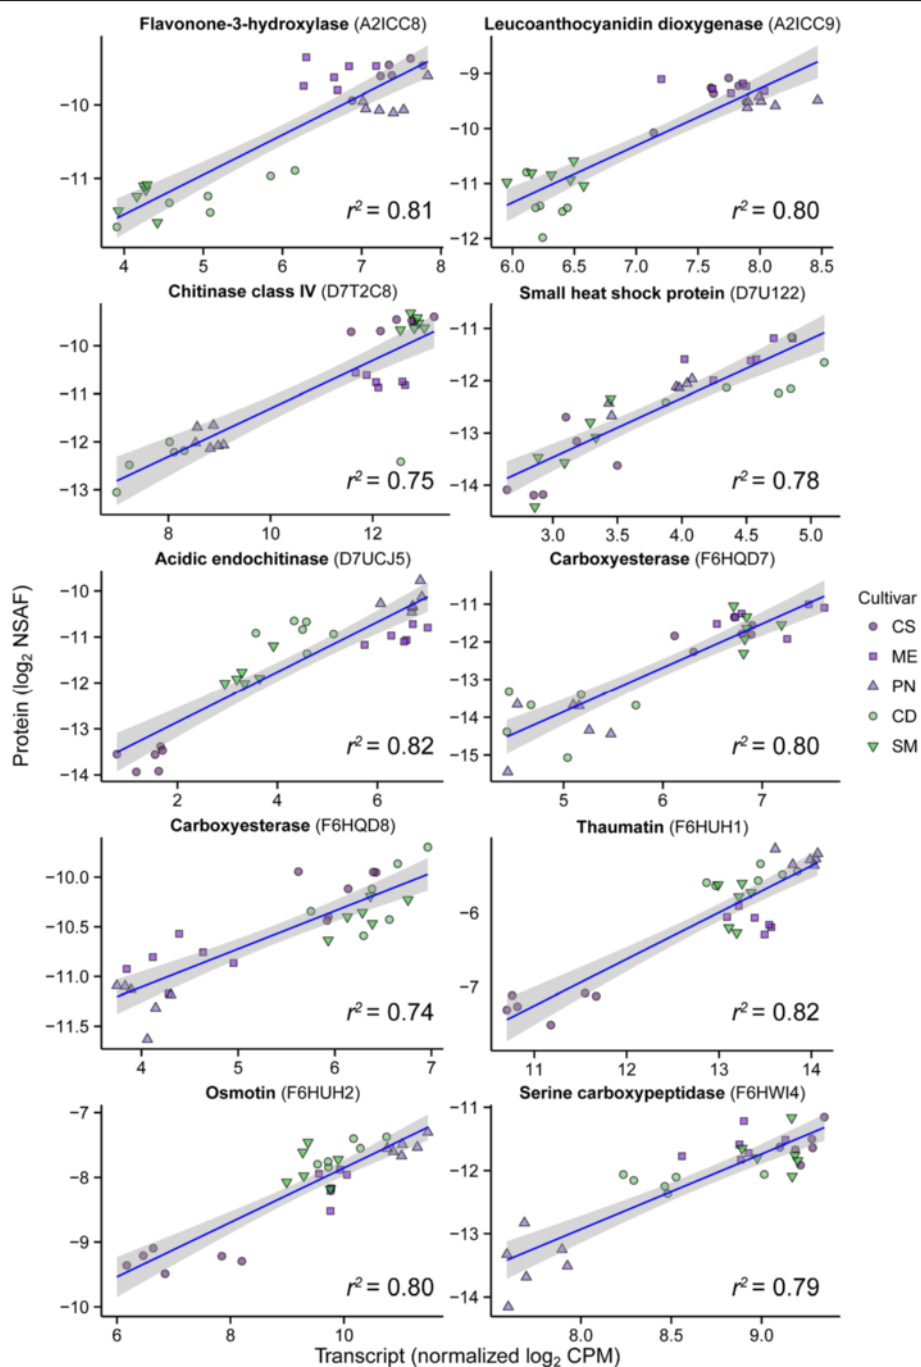 Flavonone-3-hydroxylase (A2ICC8)
−10
−11
r² = 0.81
4 5 6 7 8
Leucoanthocyanidin dioxygenase (A2ICC9)
−9
−10
−11
−12
r² = 0.80
6.0 6.5 7.0 7.5 8.0 8.5
Chitinase class IV (D7T2C8)
−10
−11
−12
−13
r² = 0.75
8 10 12
Small heat shock protein (D7U122)
−11
−12
−13
−14
r² = 0.78
3.0 3.5 4.0 4.5 5.0
Acidic endochitinase (D7UCJ5)
−10
−11
−12
−13
−14
r² = 0.82
2 4 6
Carboxyesterase (F6HQD7)
−11
−12
−13
−14
−15
r² = 0.80
5 6 7
Carboxyesterase (F6HQD8)
−10.0
−10.5
−11.0
−11.5
r² = 0.74
4 5 6 7
Thaumatin (F6HUH1)
−6
−7
r² = 0.82
11 12 13 14
Osmotin (F6HUH2)
−7
−8
−9
−10
r² = 0.80
6 8 10
Serine carboxypeptidase (F6HWI4)
−11
−12
−13
−14
r² = 0.79
8.0 8.5 9.0
Protein (log₂ NSAF)
Transcript (normalized log₂ CPM)
Cultivar
CS
ME
PN
CD
SM